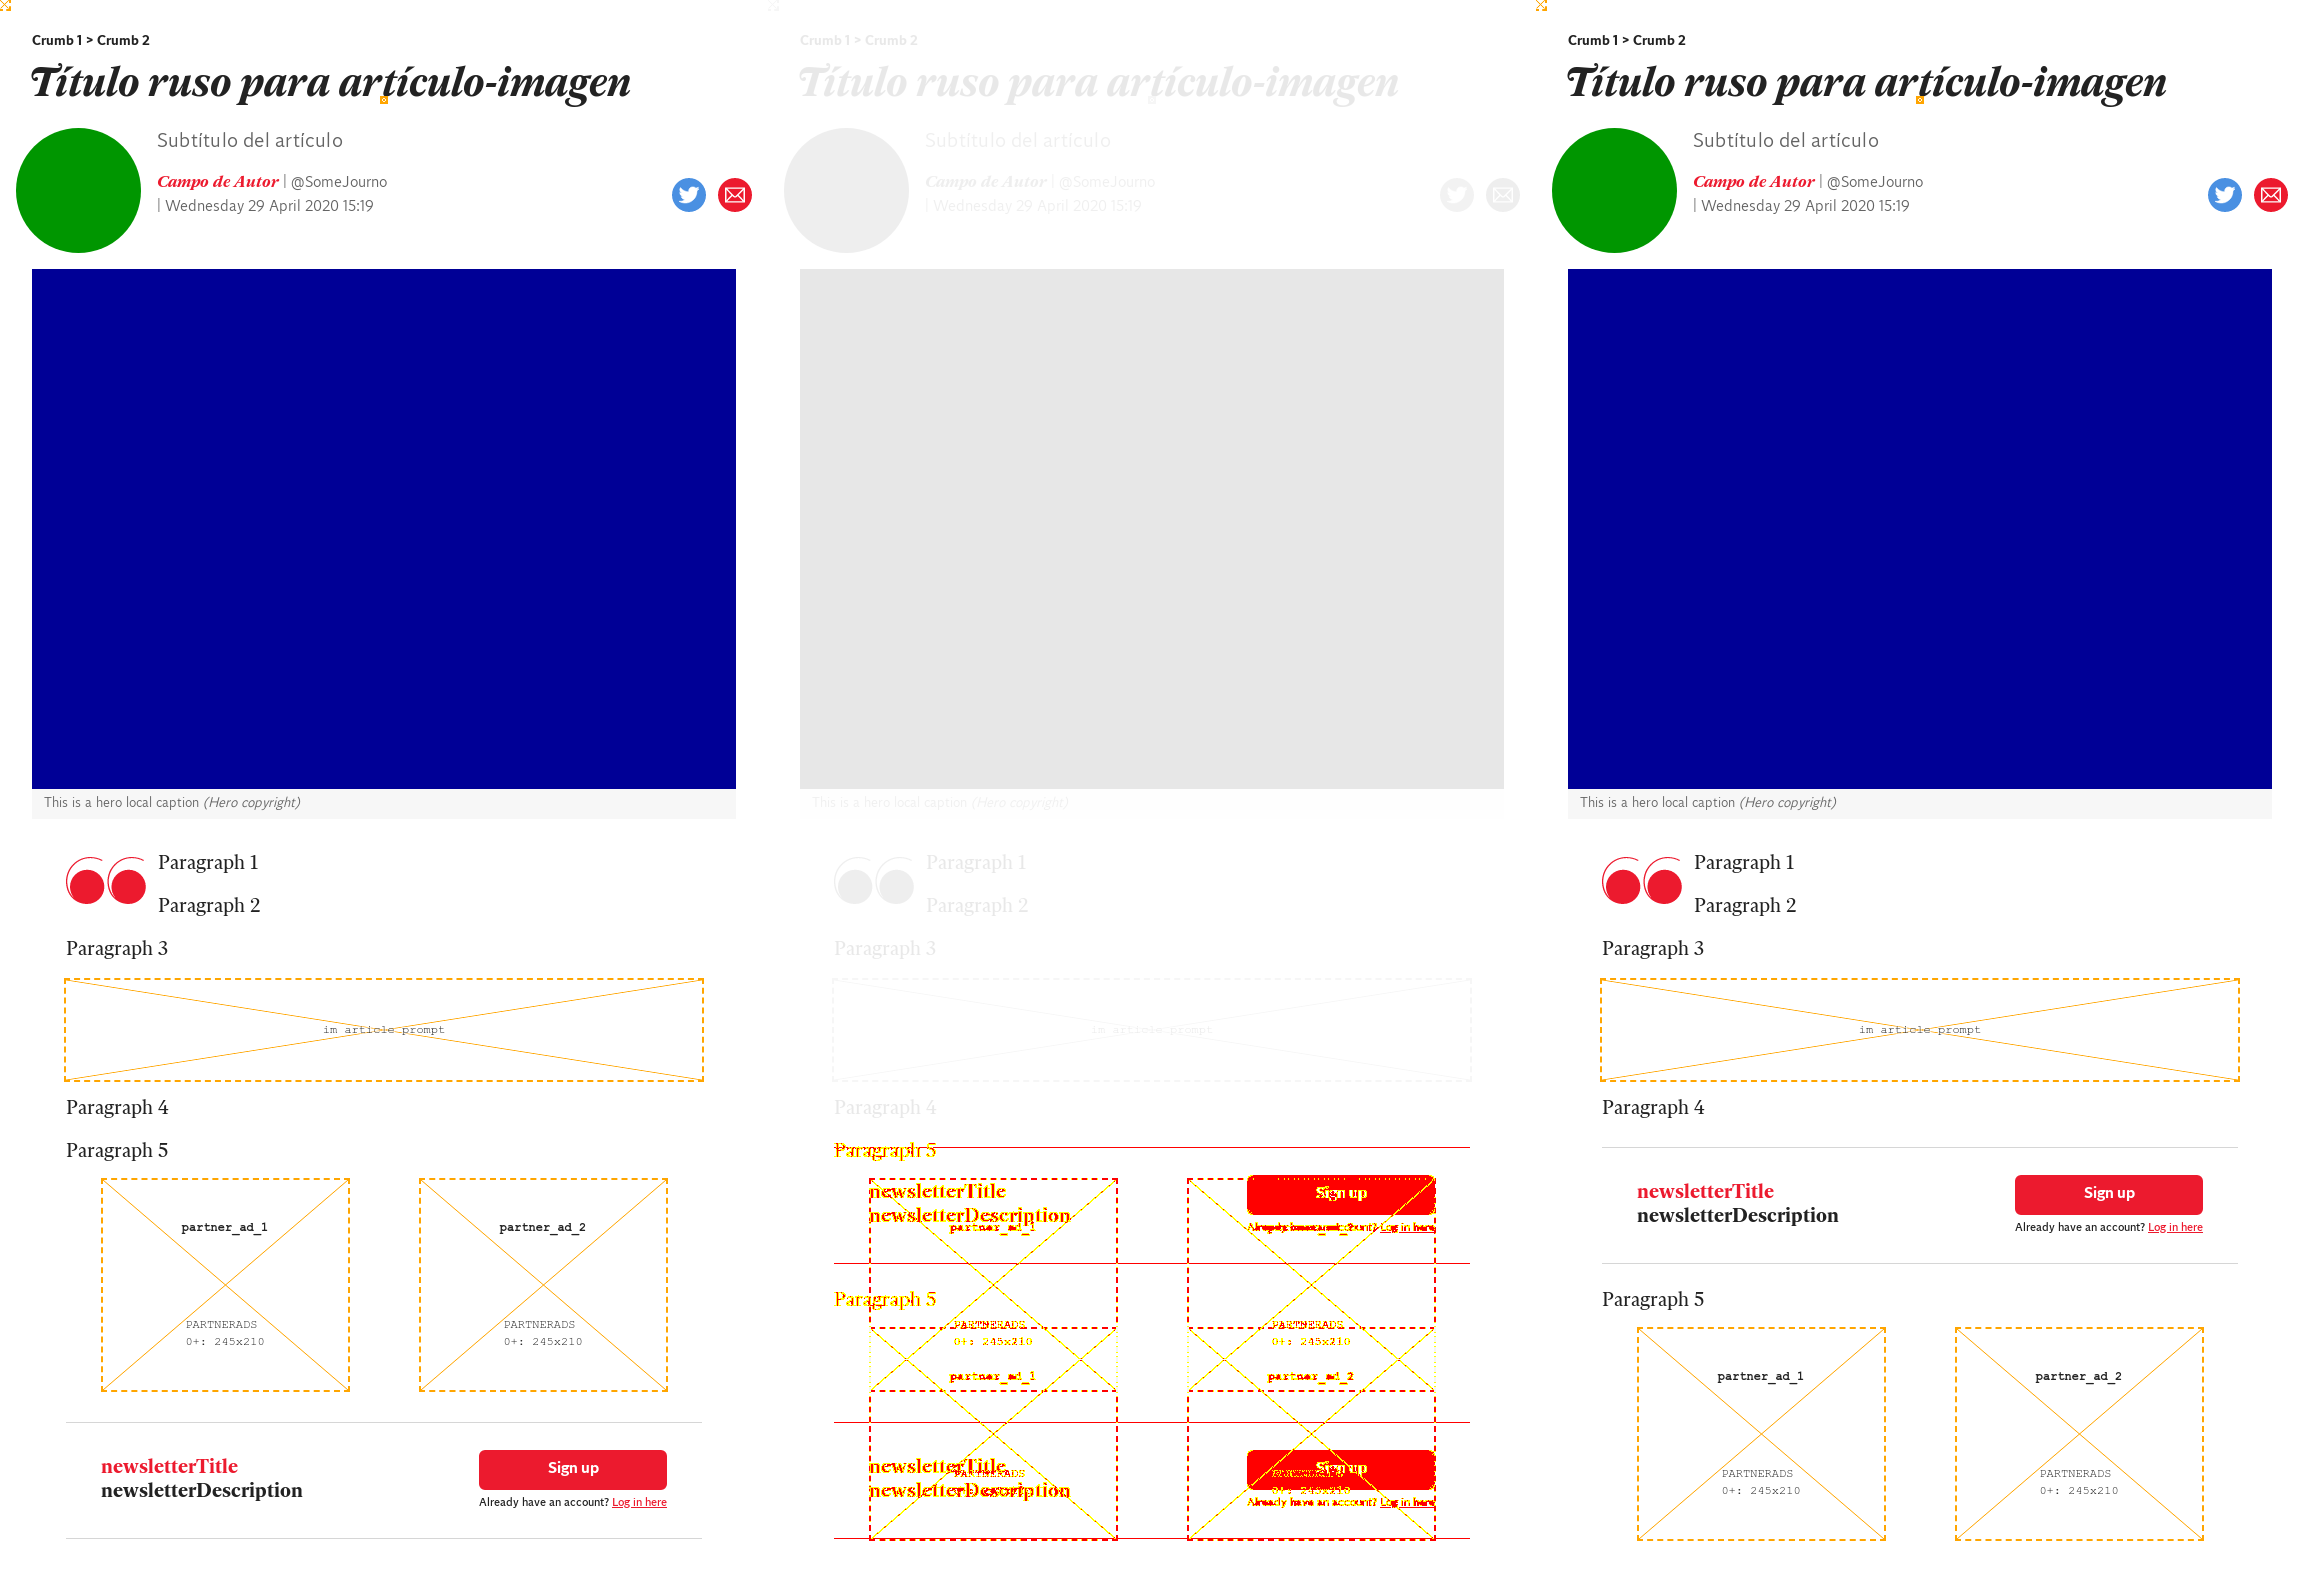 Crumb 1 > Crumb 2
Título ruso para artículo-imagen
Subtítulo del artículo
Campo de Autor | @SomeJourno
| Wednesday 29 April 2020 15:19
This is a hero local caption (Hero copyright)
Paragraph 1
Paragraph 2
Paragraph 3
im_article_prompt
Paragraph 4
Paragraph 5
partner_ad_1
partner_ad_2
PARTNERADS
0+: 245x210
PARTNERADS
0+: 245x210
newsletterTitle
newsletterDescription
Sign up
Already have an account? Log in here
Crumb 1 > Crumb 2
Título ruso para artículo-imagen
Subtítulo del artículo
Campo de Autor | @SomeJourno
| Wednesday 29 April 2020 15:19
This is a hero local caption (Hero copyright)
Paragraph 1
Paragraph 2
Paragraph 3
im_article_prompt
Paragraph 4
Paragraph 5
newsletterTitle
newsletterDescription
Sign up
partner_ad_1
Already have an account? Log in here
Paragraph 5
PARTNERADS
0+: 245x210
PARTNERADS
0+: 245x210
partner_ad_1
partner_ad_2
newsletterTitle
newsletterDescription
Sign up
PARTNERADS
PARTNERADS
0+: 245x210
Already have an account? Log in here
Crumb 1 > Crumb 2
Título ruso para artículo-imagen
Subtítulo del artículo
Campo de Autor | @SomeJourno
| Wednesday 29 April 2020 15:19
This is a hero local caption (Hero copyright)
Paragraph 1
Paragraph 2
Paragraph 3
im_article_prompt
Paragraph 4
newsletterTitle
newsletterDescription
Sign up
Already have an account? Log in here
Paragraph 5
partner_ad_1
partner_ad_2
PARTNERADS
0+: 245x210
PARTNERADS
0+: 245x210